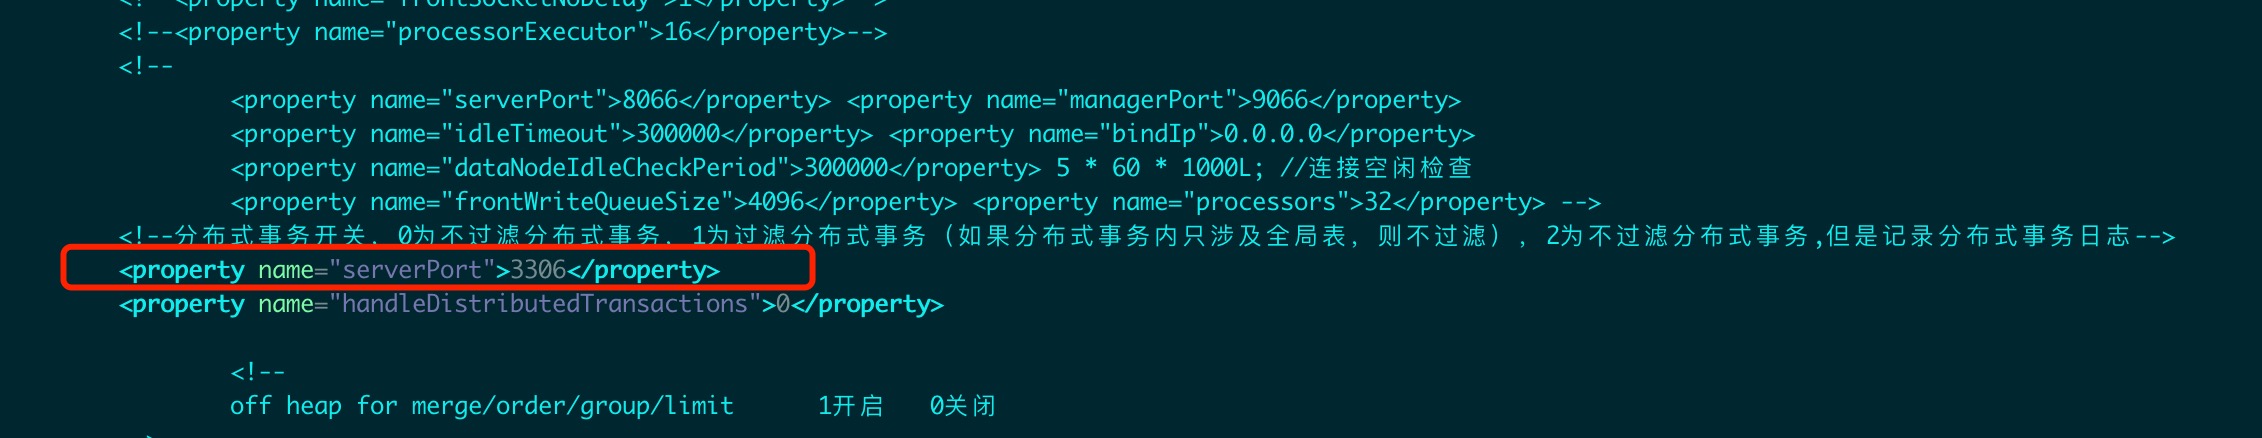 <!--<property name="frontSocketNoDelay">1</property>-->
<!--<property name="processorExecutor">16</property>-->
<!--
<property name="serverPort">8066</property> <property name="managerPort">9066</property>
<property name="idleTimeout">300000</property> <property name="bindIp">0.0.0.0</property>
<property name="dataNodeIdleCheckPeriod">300000</property> 5 * 60 * 1000L; //连接空闲检查
<property name="frontWriteQueueSize">4096</property> <property name="processors">32</property> -->
<!--分布式事务开关，0为不过滤分布式事务，1为过滤分布式事务（如果分布式事务内只涉及全局表，则不过滤），2为不过滤分布式事务,但是记录分布式事务日志-->
<property name="serverPort">3306</property>
<property name="handleDistributedTransactions">0</property>
<!--
off heap for merge/order/group/limit 1开启 0关闭